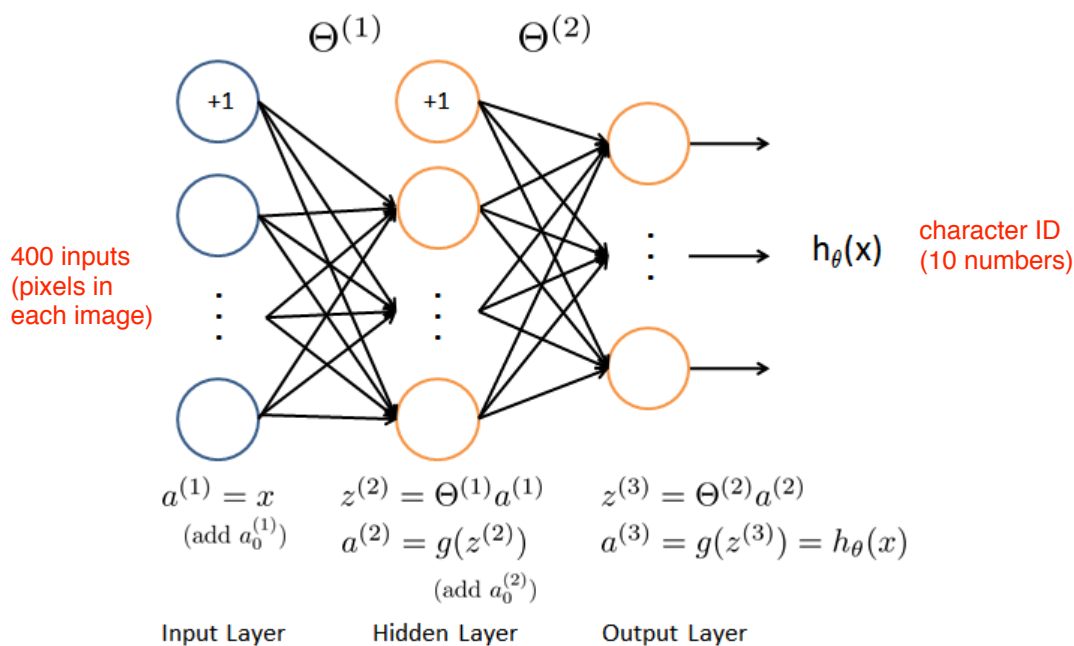 Θ^(1)
Θ^(2)
+1
+1
400 inputs
(pixels in
each image)
h_θ(x)
character ID
(10 numbers)
a^(1) = x
(add a_0^(1))
z^(2) = Θ^(1)a^(1)
a^(2) = g(z^(2))
(add a_0^(2))
z^(3) = Θ^(2)a^(2)
a^(3) = g(z^(3)) = h_θ(x)
Input Layer
Hidden Layer
Output Layer